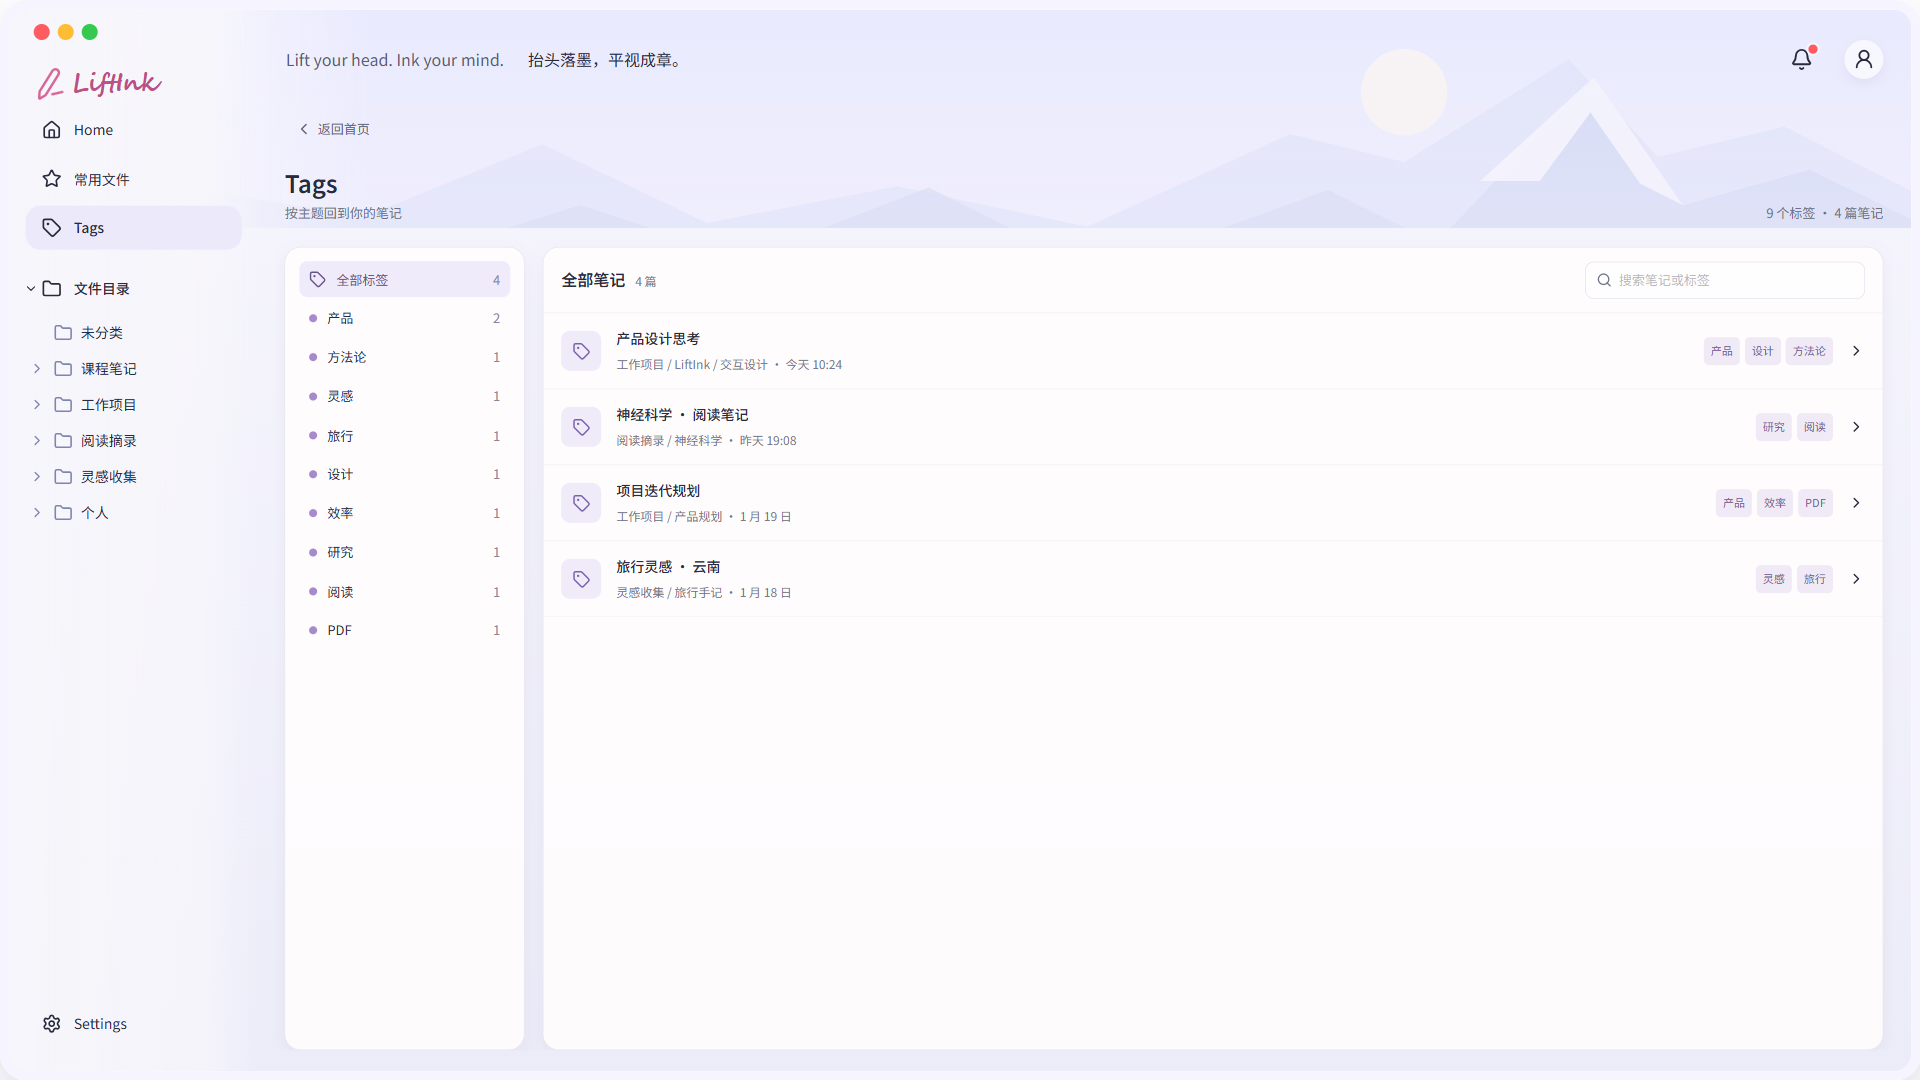 LiftInk
Home
常用文件
Tags
文件目录
未分类
课程笔记
工作项目
阅读摘录
灵感收集
个人
Settings
Lift your head. Ink your mind. 抬头落墨，平视成章。
返回首页
Tags
按主题回到你的笔记
9 个标签 · 4 篇笔记
全部标签 4
产品 2
方法论 1
灵感 1
旅行 1
设计 1
效率 1
研究 1
阅读 1
PDF 1
全部笔记 4 篇
搜索笔记或标签
产品设计思考
工作项目 / LiftInk / 交互设计 · 今天 10:24
产品 设计 方法论
神经科学 · 阅读笔记
阅读摘录 / 神经科学 · 昨天 19:08
研究 阅读
项目迭代规划
工作项目 / 产品规划 · 1 月 19 日
产品 效率 PDF
旅行灵感 · 云南
灵感收集 / 旅行手记 · 1 月 18 日
灵感 旅行